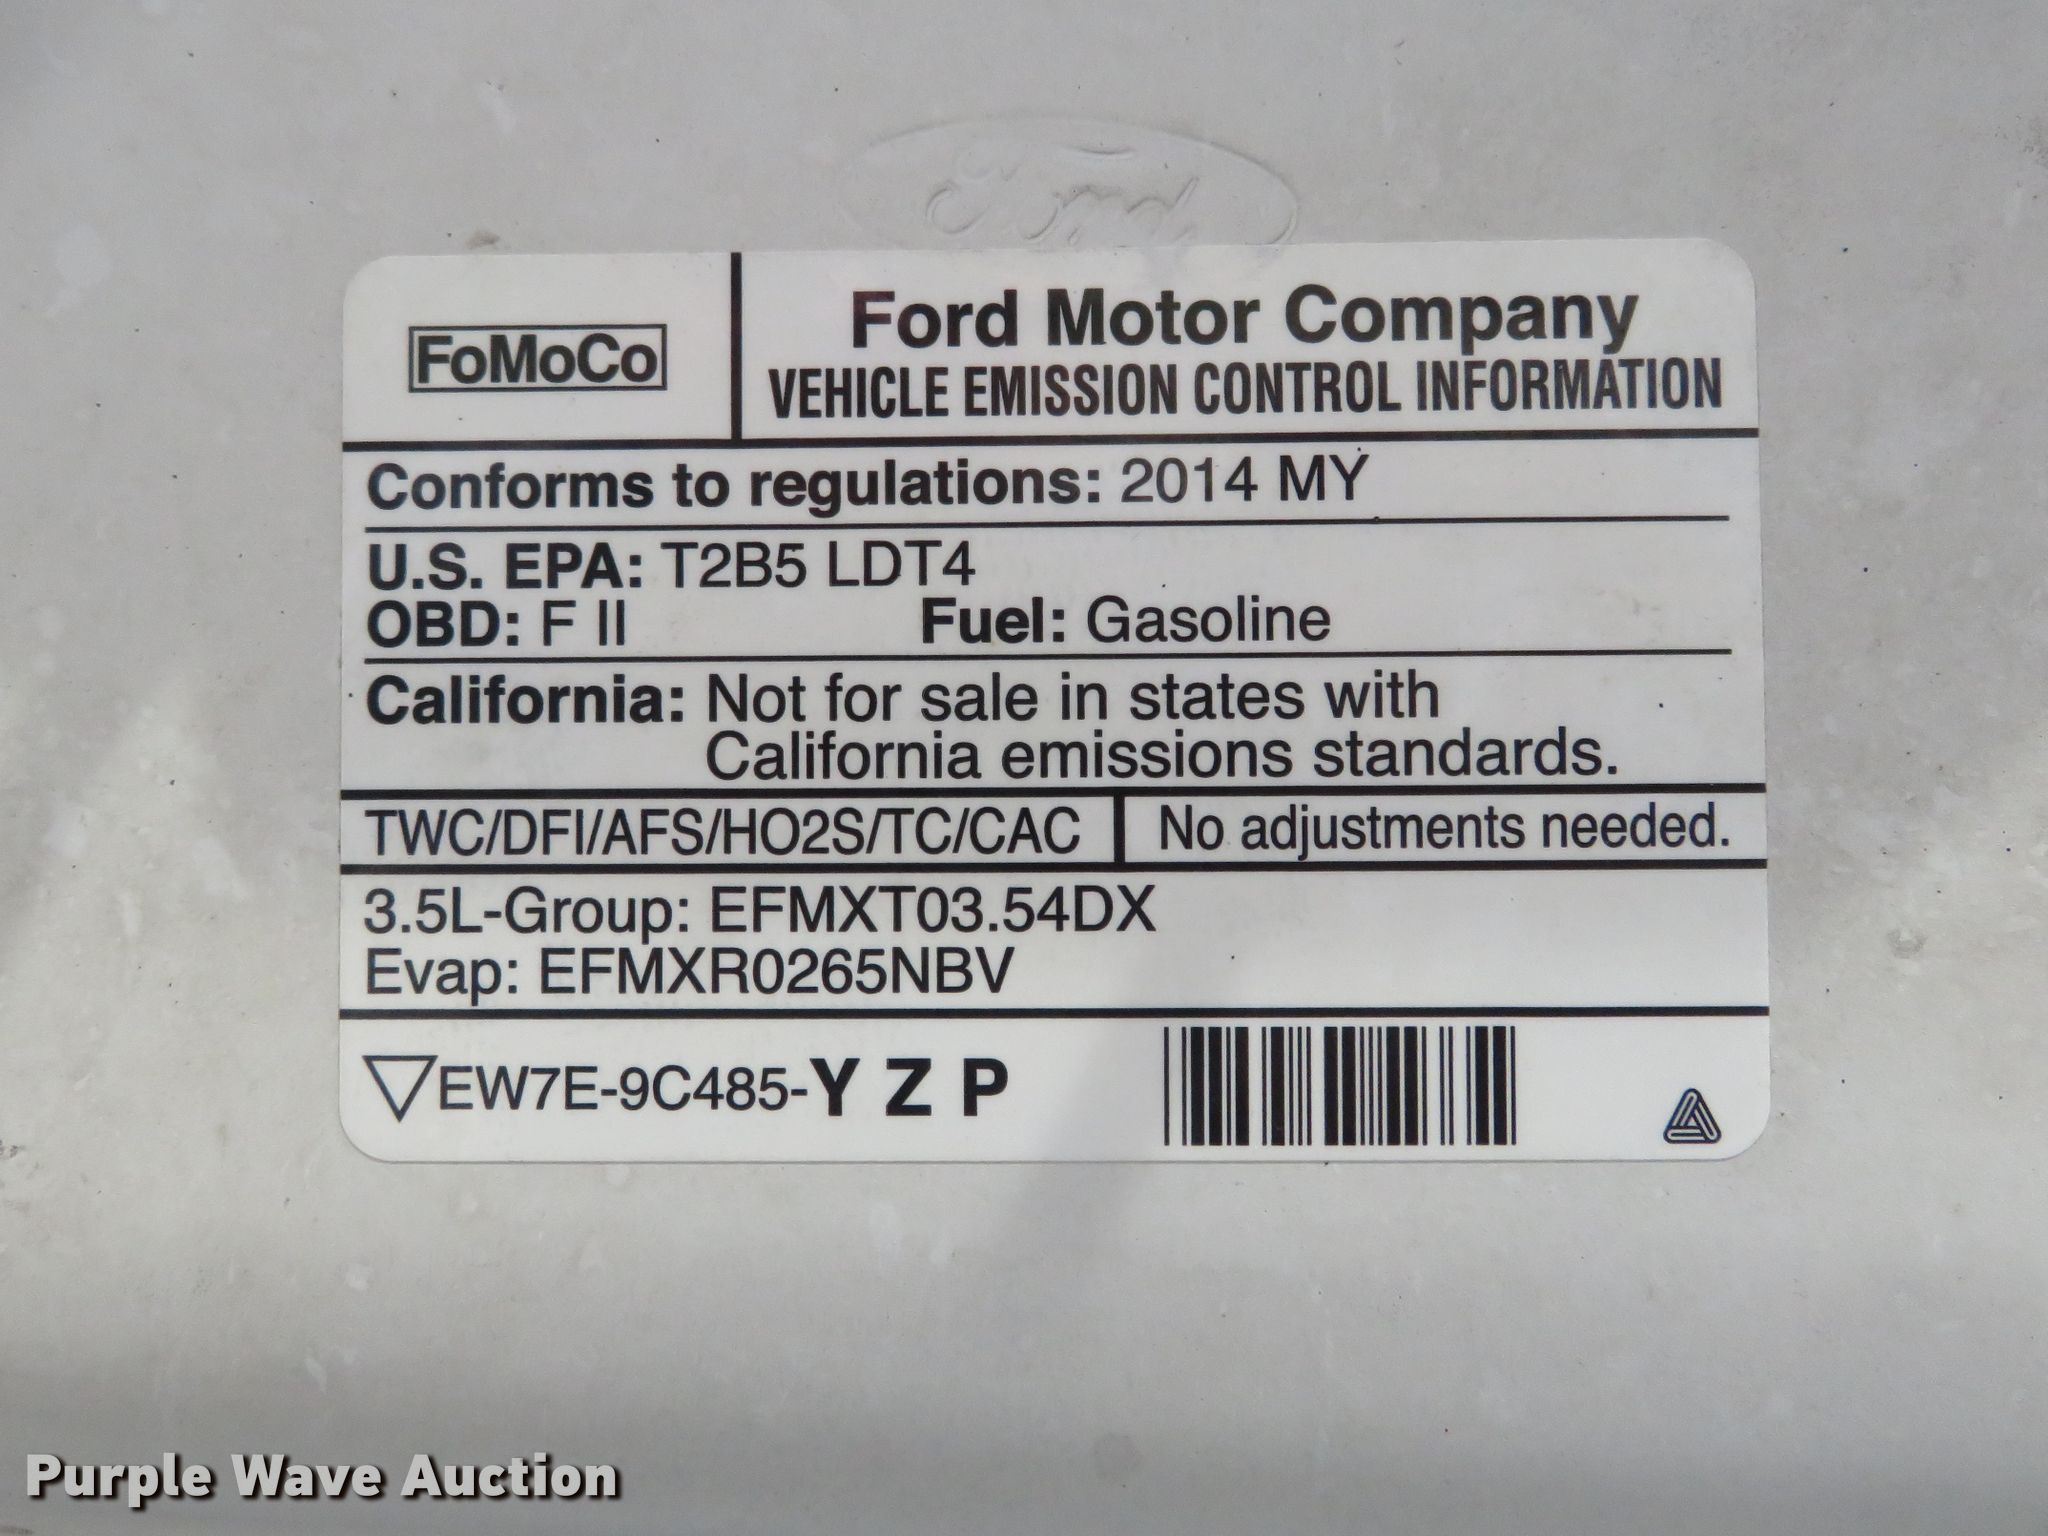 Ford
FoMoCo
Ford Motor Company
VEHICLE EMISSION CONTROL INFORMATION
Conforms to regulations: 2014 MY
U.S. EPA: T2B5 LDT4
OBD: F II Fuel: Gasoline
California: Not for sale in states with
California emissions standards.
TWC/DFI/AFS/HO2S/TC/CAC No adjustments needed.
3.5L-Group: EFMXT03.54DX
Evap: EFMXR0265NBV
EW7E-9C485-Y Z P
Purple Wave Auction